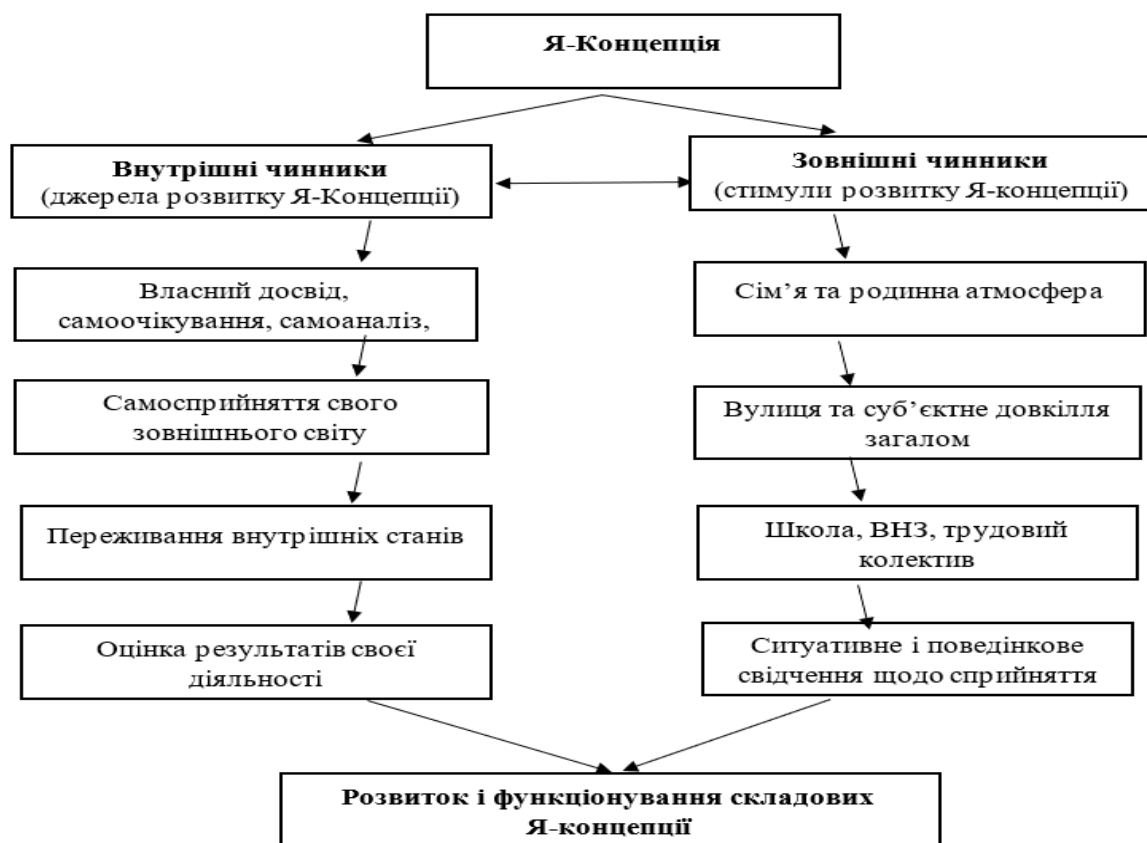 Я-Концепція
Внутрішні чинники
(джерела розвитку Я-Концепції)
Зовнішні чинники
(стимули розвитку Я-концепції)
Власний досвід,
самоочікування, самоаналіз,
Сім’я та родинна атмосфера
Самосприйняття свого
зовнішнього світу
Вулиця та суб’єктне довкілля
загалом
Переживання внутрішніх станів
Школа, ВНЗ, трудовий
колектив
Оцінка результатів своєї
діяльності
Ситуативне і поведінкове
свідчення щодо сприйняття
Розвиток і функціонування складових
Я-концепції